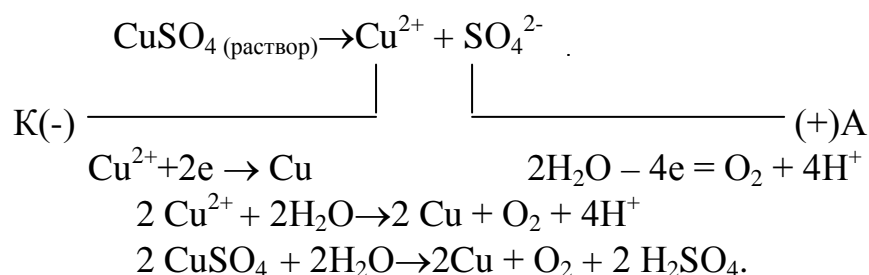 CuSO₄ (раствор)→Cu²⁺ + SO₄²⁻ .
К(-) (+)А
Cu²⁺+2e → Cu 2H₂O – 4e = O₂ + 4H⁺
2 Cu²⁺ + 2H₂O→2 Cu + O₂ + 4H⁺
2 CuSO₄ + 2H₂O→2Cu + O₂ + 2 H₂SO₄.